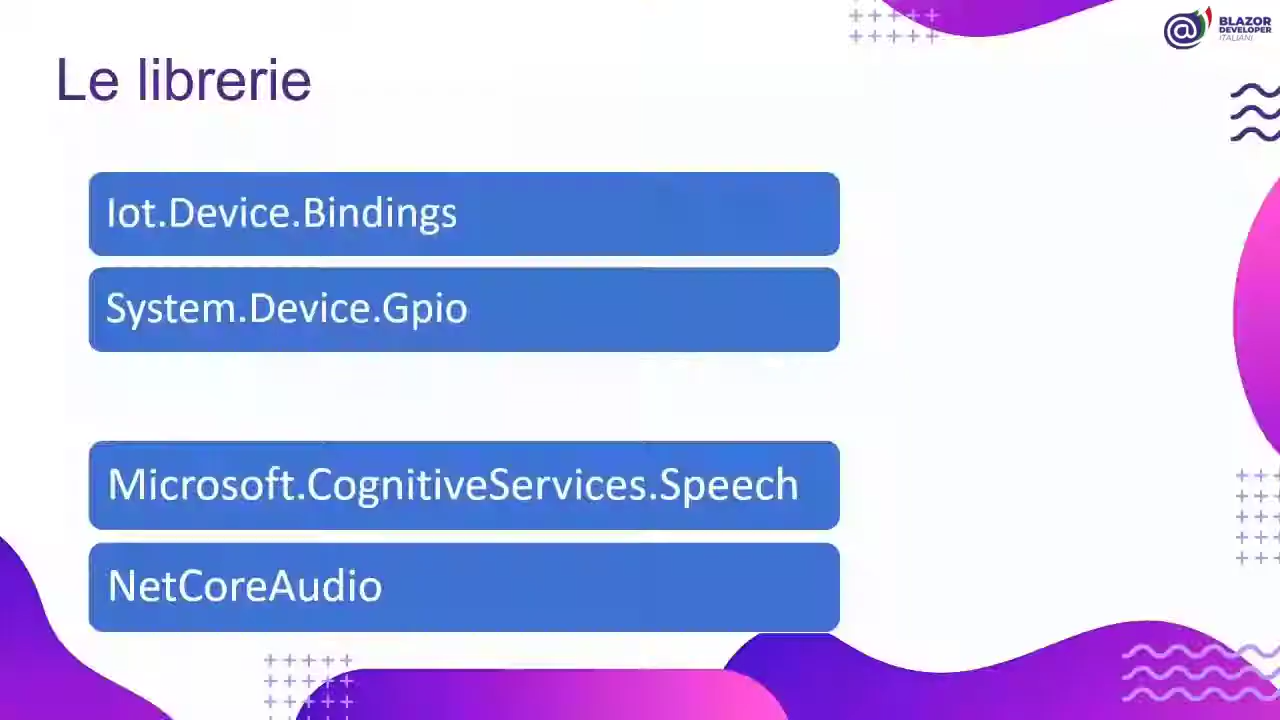 BLAZOR
DEVELOPER
ITALIANI
Le librerie
Iot.Device.Bindings
System.Device.Gpio
Microsoft.CognitiveServices.Speech
NetCoreAudio